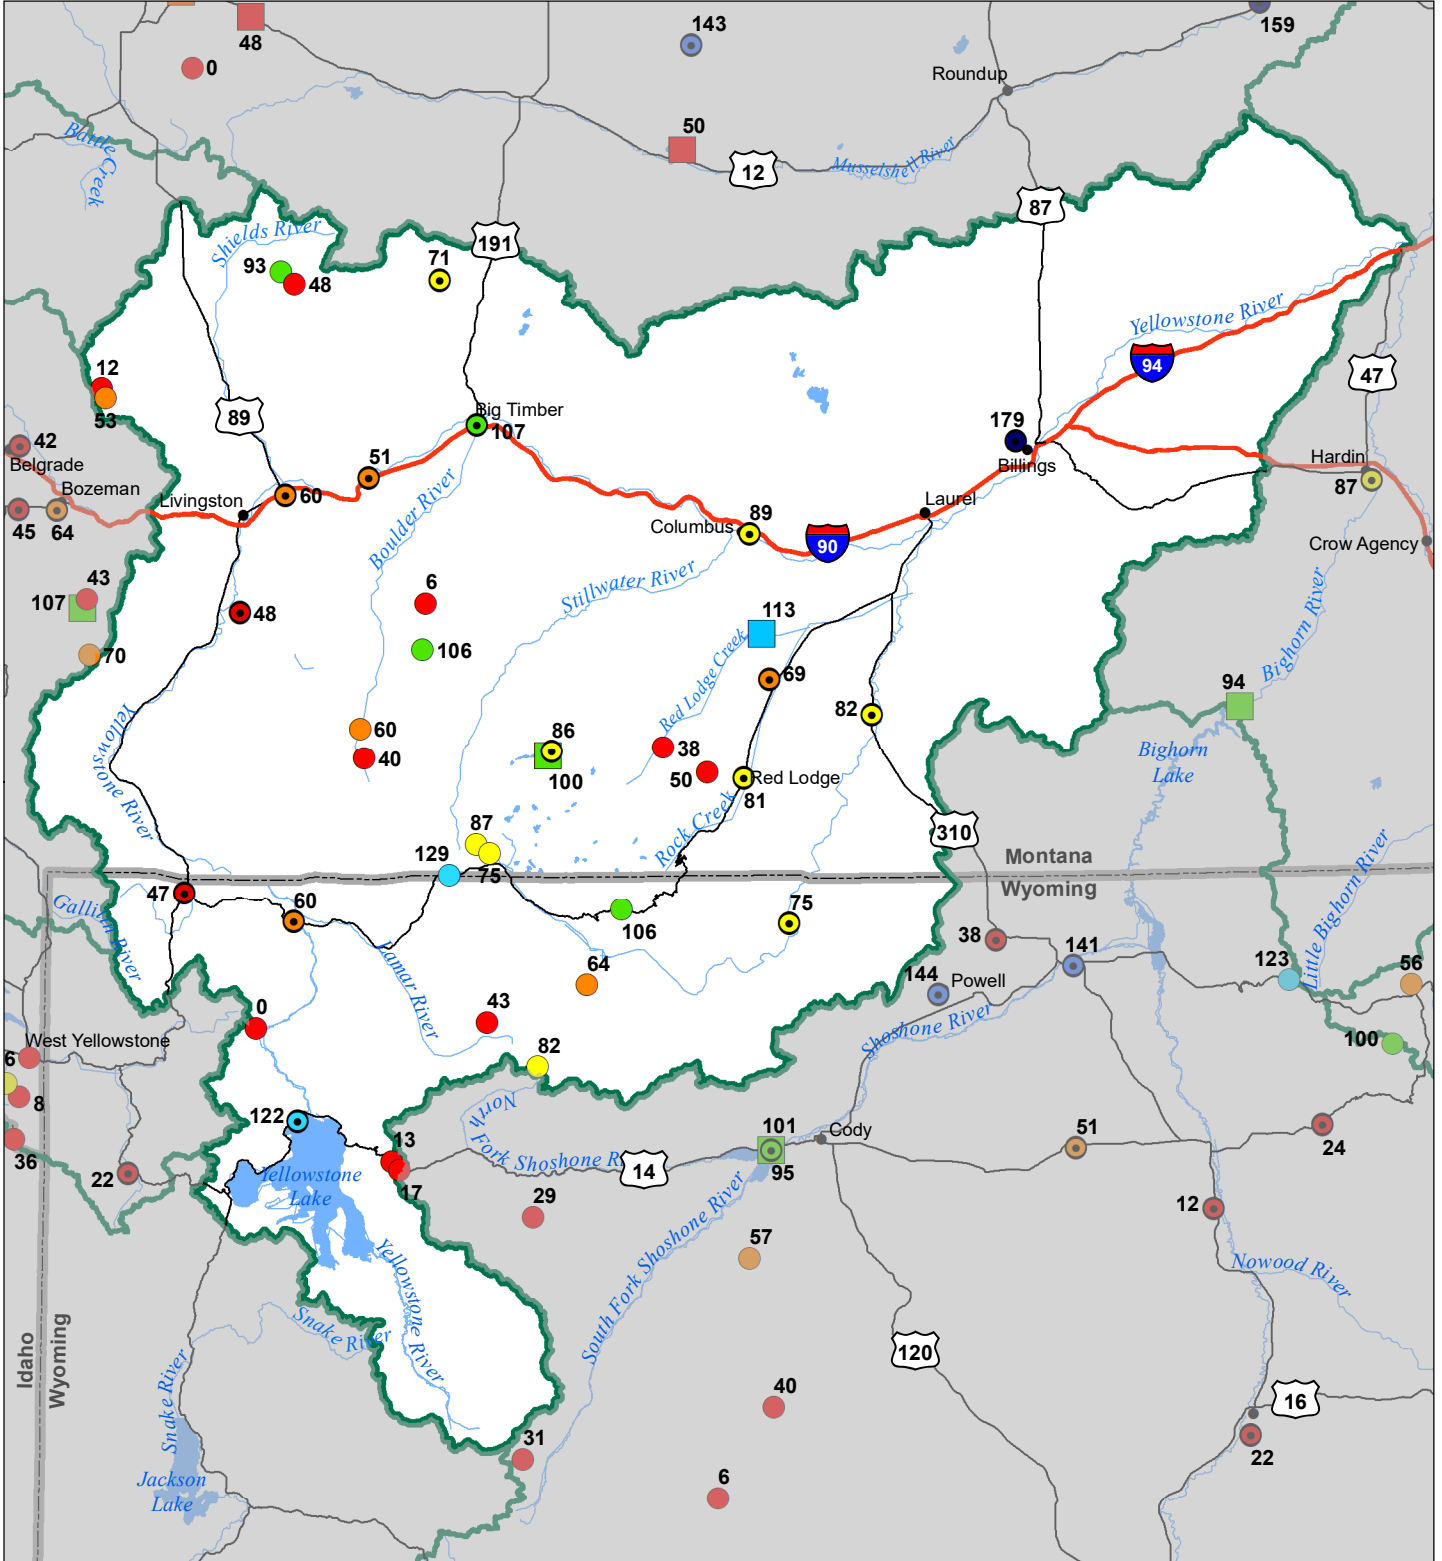 48
143
159
0
Roundup
Battle
Creek
50
12
Musselshell River
87
Shields River
191
93
48
71
Yellowstone River
94
47
12
53
89
Big Timber
107
179
Billings
42
Belgrade
Bozeman
45
64
Livingston
60
51
Boulder River
Columbus
89
90
Laurel
Hardin
87
Crow Agency
Stillwater River
43
107
70
48
6
106
113
Red Lodge Creek
69
82
94
Bighorn River
Bighorn
Lake
Yellowstone River
60
40
86
100
38
50
Red Lodge
81
Rock Creek
310
87
75
129
Montana
Wyoming
Little Bighorn River
47
60
Gallitin River
106
75
38
141
144
Powell
123
56
Lamar River
64
43
0
82
Shoshone River
100
West Yellowstone
6
8
36
22
122
13
17
Yellowstone
Lake
North
Fork Shoshone R
14
101
95
Cody
51
24
12
29
57
South Fork Shoshone River
Nowood River
Yellowstone River
Snake River
120
Idaho
Wyoming
Snake River
40
16
22
31
6
Jackson
Lake